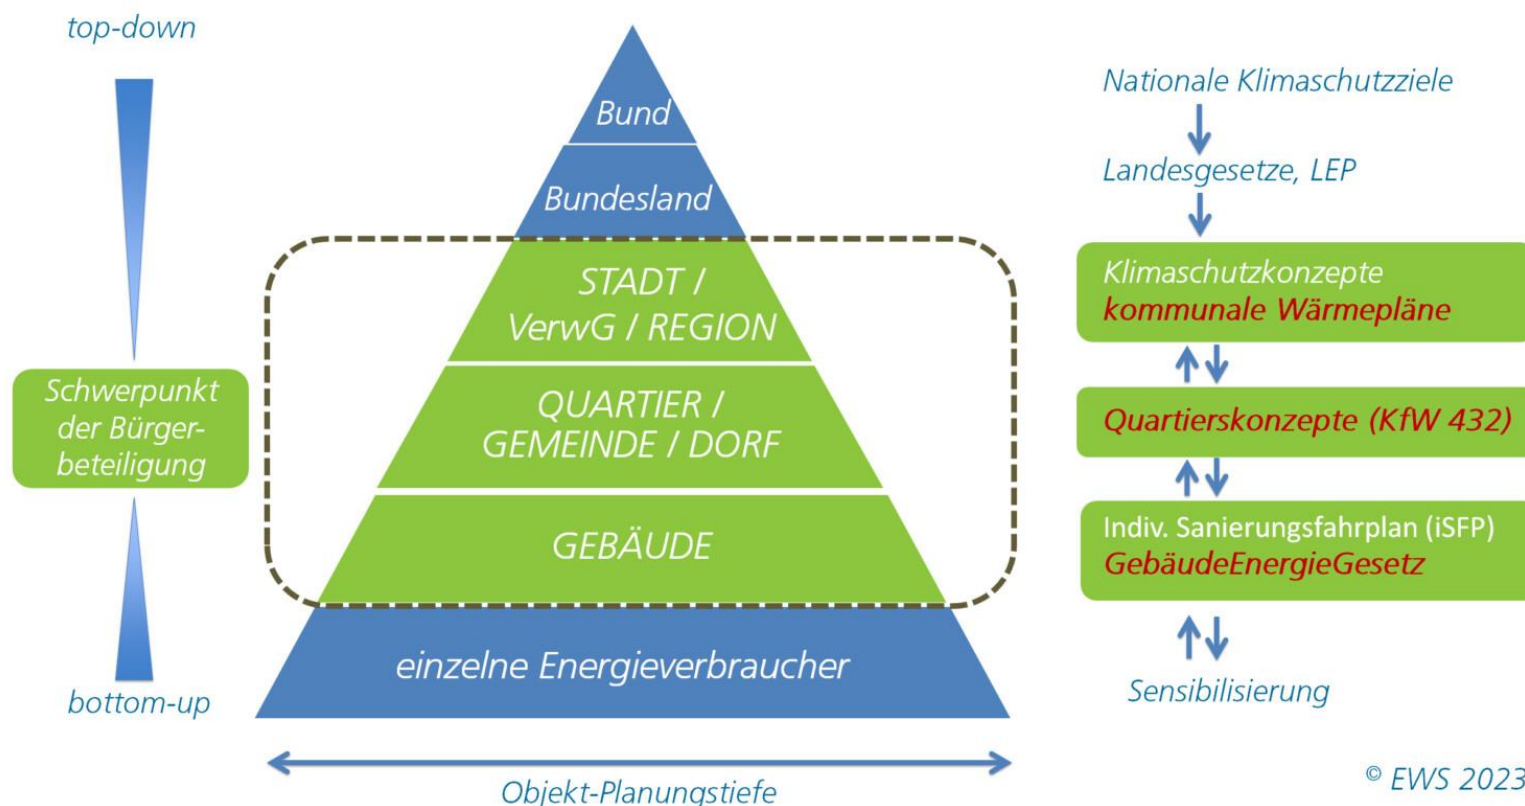 top-down
Schwerpunkt
der Bürger-
beteiligung
bottom-up
Bund
Bundesland
STADT /
VerwG / REGION
QUARTIER /
GEMEINDE / DORF
GEBÄUDE
einzelne Energieverbraucher
Objekt-Planungstiefe
Nationale Klimaschutzziele
Landesgesetze, LEP
Klimaschutzkonzepte
kommunale Wärmepläne
Quartierskonzepte (KfW 432)
Indiv. Sanierungsfahrplan (iSFP)
GebäudeEnergieGesetz
Sensibilisierung
© EWS 2023